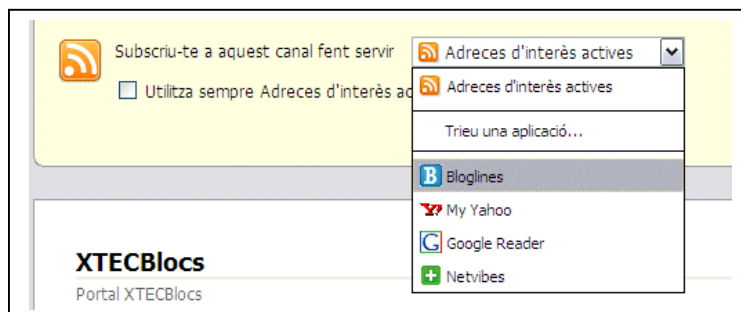 Subscriu-te a aquest canal fent servir Adreces d'interès actives
Utilitza sempre Adreces d'interès ac
Adreces d'interès actives
Trieu una aplicació...
Bloglines
My Yahoo
Google Reader
Netvibes
XTECBlocs
Portal XTECBlocs